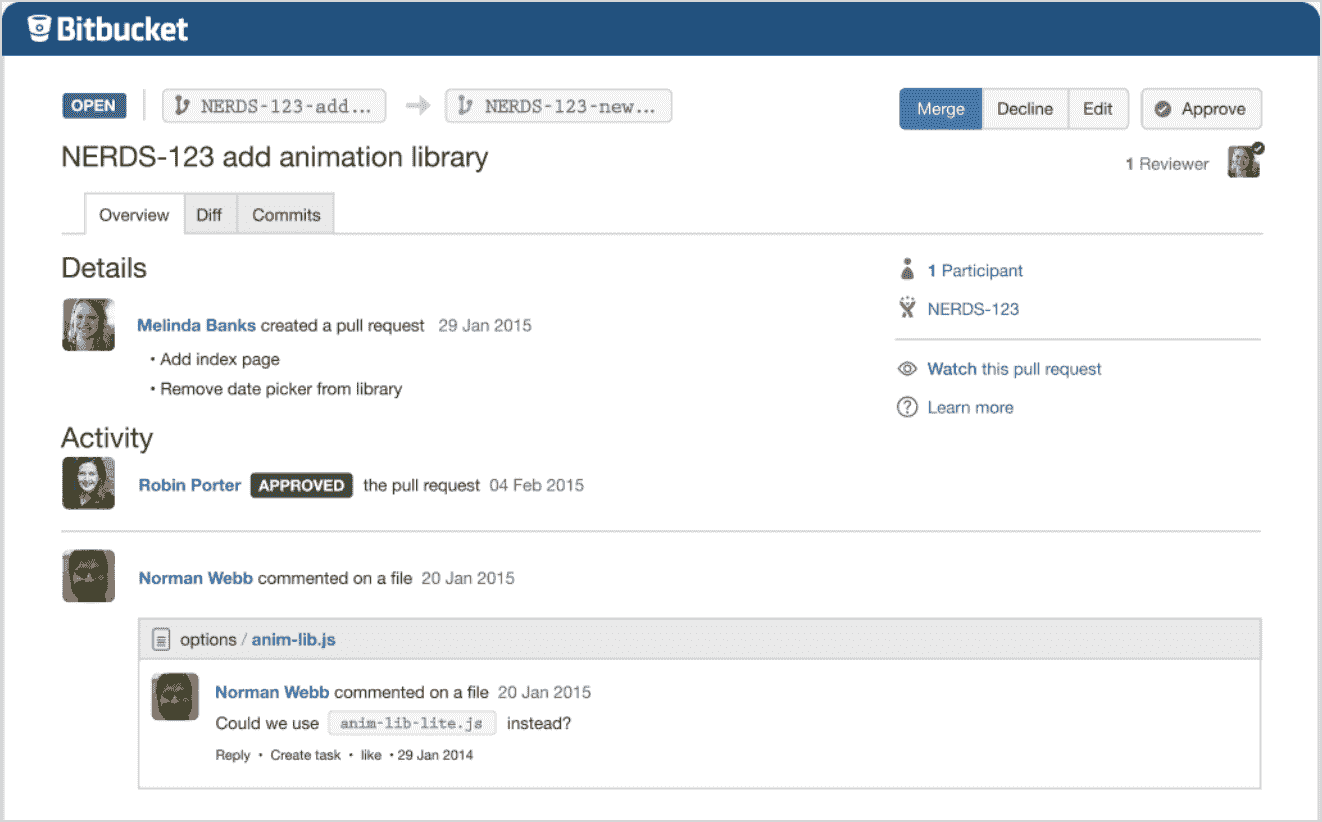 Bitbucket
OPEN NERDS-123-add... NERDS-123-new... Merge Decline Edit Approve
NERDS-123 add animation library
1 Reviewer
Overview Diff Commits
Details
1 Participant
Melinda Banks created a pull request 29 Jan 2015
NERDS-123
• Add index page
• Remove date picker from library
Watch this pull request
Learn more
Activity
Robin Porter APPROVED the pull request 04 Feb 2015
Norman Webb commented on a file 20 Jan 2015
options / anim-lib.js
Norman Webb commented on a file 20 Jan 2015
Could we use anim-lib-lite.js instead?
Reply • Create task • like • 29 Jan 2014